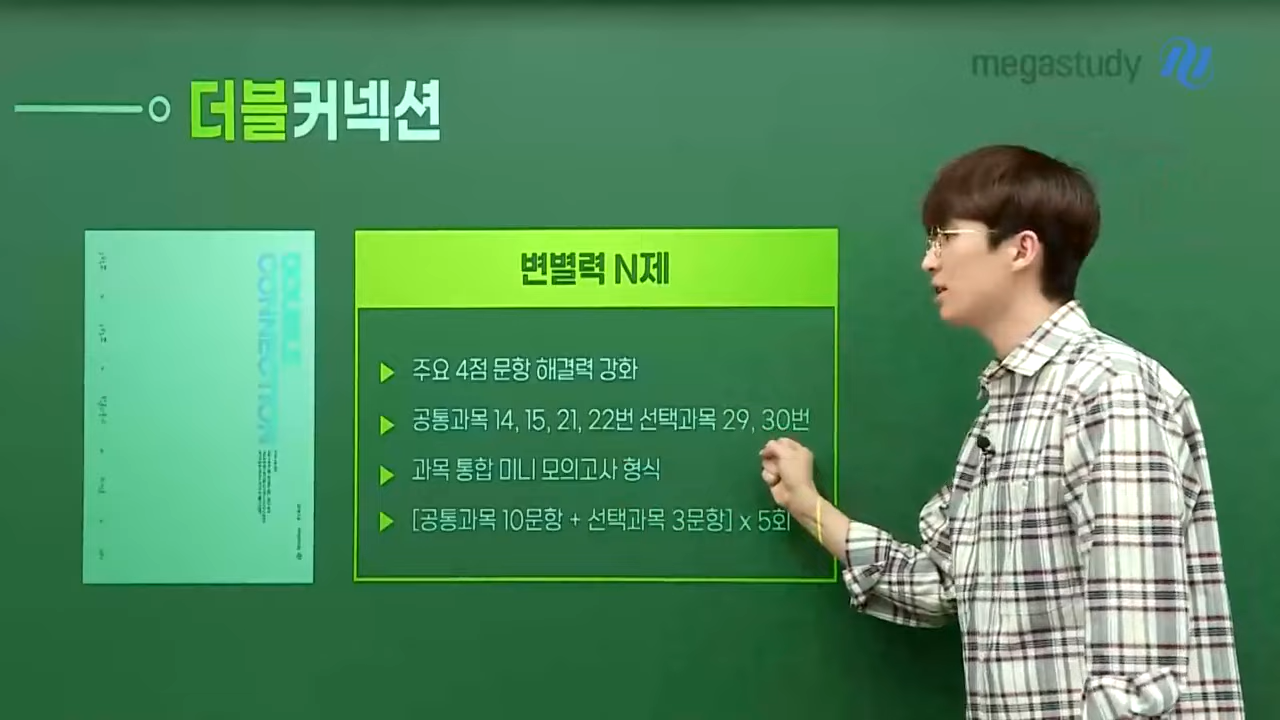 megastudy
더블커넥션
DOUBLE
CONNECTION
변별력 N제
주요 4점 문항 해결력 강화
공통과목 14, 15, 21, 22번 선택과목 29, 30번
과목 통합 미니 모의고사 형식
[공통과목 10문항 + 선택과목 3문항] x 5회